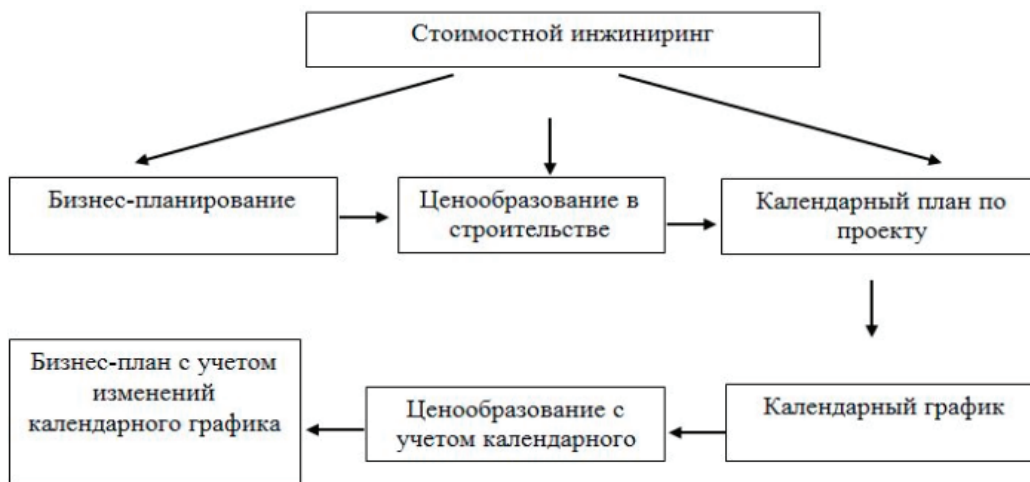 Стоимостной инжиниринг
Бизнес-планирование
Ценообразование в
строительстве
Календарный план по
проекту
Бизнес-план с учетом
изменений
календарного графика
Ценообразование с
учетом календарного
Календарный график